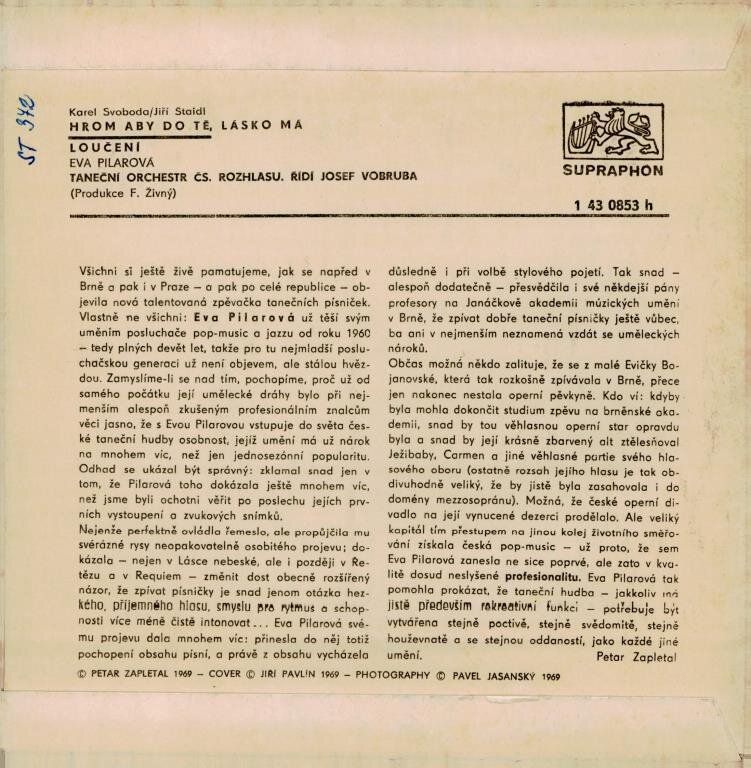 ST 372
Karel Svoboda/Jiří Staidl
HROM ABY DO TĚ, LÁSKO MÁ
LOUČENÍ
EVA PILAROVÁ
TANEČNÍ ORCHESTR ČS. ROZHLASU. ŘÍDÍ JOSEF VOBRUBA
(Produkce F. Živný)
SUPRAPHON
1 43 0853 h
Všichni si ještě živě pamatujeme, jak se napřed v
Brně a pak i v Praze – a pak po celé republice – ob-
jevila nová talentovaná zpěvačka tanečních písniček.
Vlastně ne všichni: Eva Pilarová už těší svým
uměním posluchače pop-music a jazzu od roku 1960
– tedy plných devět let, takže pro tu nejmladší poslu-
chačskou generaci už není objevem, ale stálou hvěz-
dou. Zamyslíme-li se nad tím, pochopíme, proč už od
samého počátku její umělecké dráhy bylo při nej-
menším alespoň zkušeným profesionálním znalcům
věci jasno, že s Evou Pilarovou vstupuje do světa čes-
ké taneční hudby osobnost, jejíž umění má už nárok
na mnohem víc, než jen jednosezónní popularitu.
Odhad se ukázal být správný: zklamal snad jen v
tom, že Pilarová toho dokázala ještě mnohem víc,
než jsme byli ochotni věřit po poslechu jejích prv-
ních vystoupení a zvukových snímků.
Nejenže perfektně ovládla řemeslo, ale propůjčila mu
svérázné rysy neopakovatelně osobitého projevu; do-
kázala – nejen v Lásce nebeské, ale i později v Ře-
tězu a v Requiem – změnit dost obecně rozšířený
názor, že zpívat písničky je snad jenom otázka hez-
kého, příjemného hlasu, smyslu pro rytmus a schop-
nosti více méně čistě intonovat... Eva Pilarová své-
mu projevu dala mnohem víc: přinesla do něj totiž
pochopení obsahu písní, a právě z obsahu vycházela
důsledně i při volbě stylového pojetí. Tak snad –
alespoň dodatečně – přesvědčila i své někdejší pány
profesory na Janáčkově akademii múzických umění
v Brně, že zpívat dobře taneční písničky ještě vůbec,
ba ani v nejmenším neznamená vzdát se uměleckých
nároků.
Občas možná někdo zalituje, že se z malé Evičky Bo-
janovské, která tak rozkošně zpívávala v Brně, přece
jen nakonec nestala operní pěvkyně. Kdo ví: kdyby
byla mohla dokončit studium zpěvu na brněnské aka-
demii, snad by tou věhlasnou operní star opravdu
byla a snad by její krásně zbarvený alt ztělesňoval
Ježibaby, Carmen a jiné věhlasné partie svého hla-
sového oboru (ostatně rozsah jejího hlasu je tak ob-
divuhodně veliký, že by jistě byla zasahovala i do
domény mezzosopránu). Možná, že české operní di-
vadlo na její vynucené dezerci prodělalo. Ale veliký
kapitál tím přestupem na jinou kolej životního směřo-
vání získala česká pop-music – už proto, že sem
Eva Pilarová zanesla ne sice poprvé, ale zato v kva-
litě dosud neslyšené profesionalitu. Eva Pilarová tak
pomohla prokázat, že taneční hudba – jakkoliv má
jistě především rekreativní funkci – potřebuje být
vytvářena stejně poctivě, stejně svědomitě, stejně
houževnatě a se stejnou oddaností, jako každé jiné
umění.
Petar Zapletal
© PETAR ZAPLETAL 1969 – COVER © JIŘÍ PAVLÍN 1969 – PHOTOGRAPHY © PAVEL JASANSKÝ 1969